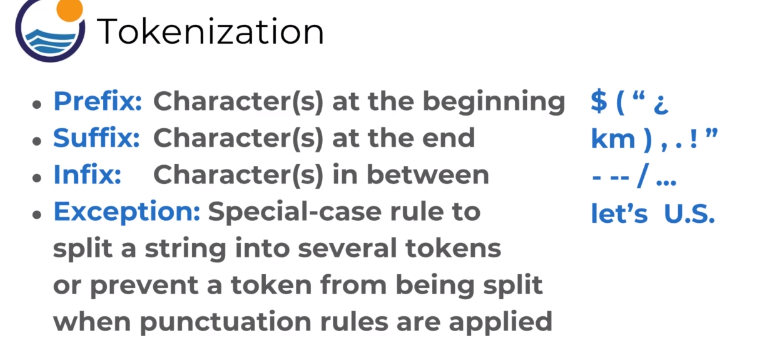 Tokenization
• Prefix: Character(s) at the beginning $ ( “ ¿
• Suffix: Character(s) at the end km ) , . ! ”
• Infix: Character(s) in between - -- / ...
• Exception: Special-case rule to let’s U.S.
split a string into several tokens
or prevent a token from being split
when punctuation rules are applied